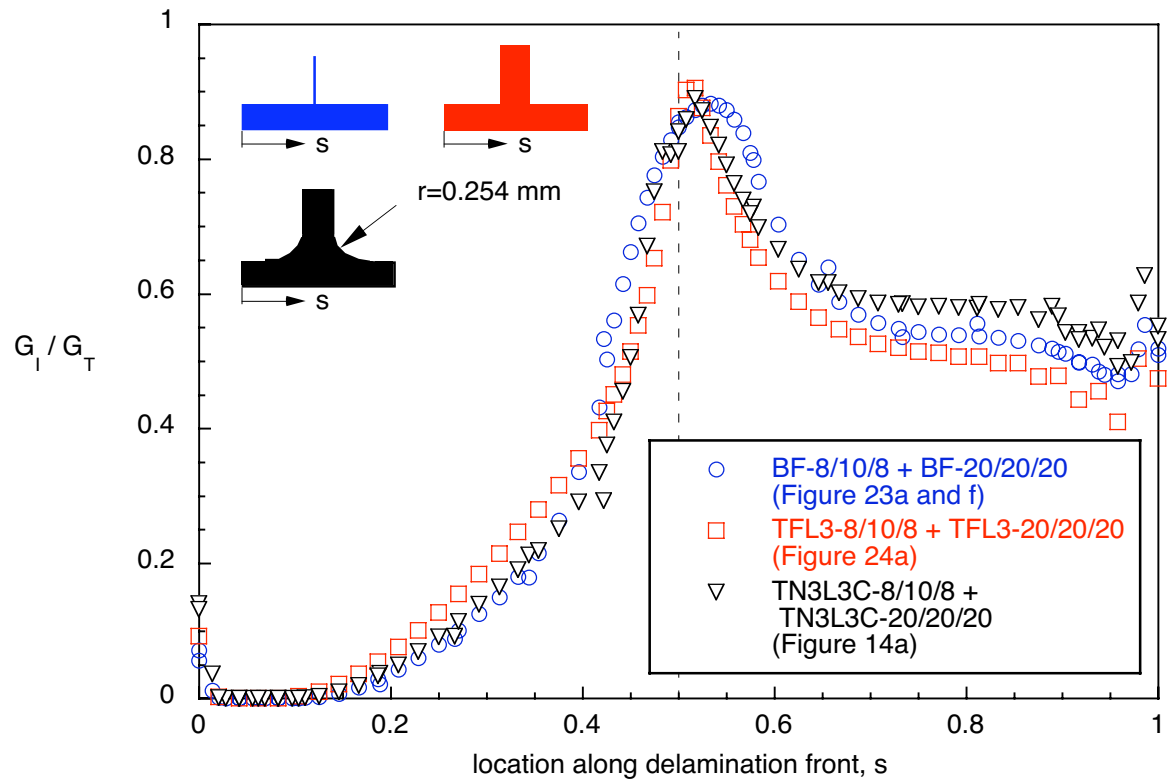 1
0.8
0.6
0.4
0.2
0
G_I / G_T
s
s
r=0.254 mm
s
BF-8/10/8 + BF-20/20/20
(Figure 23a and f)
TFL3-8/10/8 + TFL3-20/20/20
(Figure 24a)
TN3L3C-8/10/8 +
TN3L3C-20/20/20
(Figure 14a)
0 0.2 0.4 0.6 0.8 1
location along delamination front, s